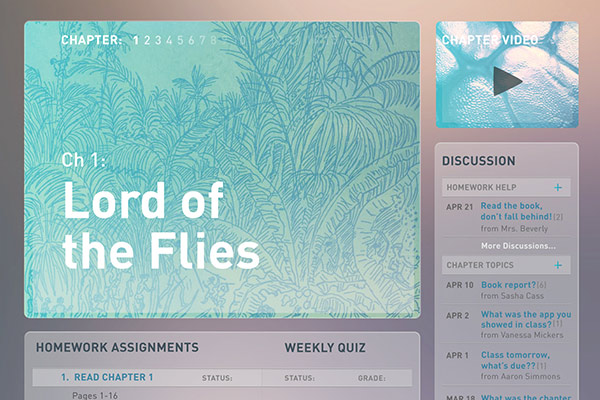 CHAPTER: 1 2 3 4 5 6 7 8
Ch 1:
Lord of
the Flies
CHAPTER VIDEO
DISCUSSION
HOMEWORK HELP +
APR 21 Read the book,
don't fall behind! (2)
from Mrs. Beverly
More Discussions...
CHAPTER TOPICS +
APR 10 Book report? (6)
from Sasha Cass
APR 2 What was the app you
showed in class? (1)
from Vanessa Mickers
APR 1 Class tomorrow,
what's due?? (1)
from Aaron Simmons
MAR 18 What was the chapter
HOMEWORK ASSIGNMENTS
WEEKLY QUIZ
1. READ CHAPTER 1 STATUS: STATUS: GRADE:
Pages 1-16